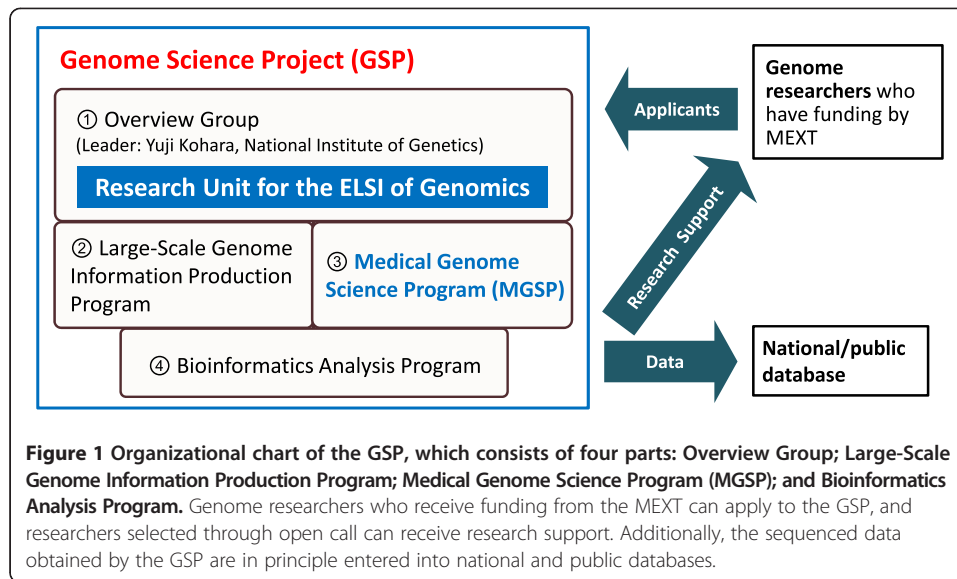 Genome Science Project (GSP)
① Overview Group
(Leader: Yuji Kohara, National Institute of Genetics)
Research Unit for the ELSI of Genomics
② Large-Scale Genome
Information Production
Program
③ Medical Genome
Science Program (MGSP)
④ Bioinformatics Analysis Program
Applicants
Genome
researchers who
have funding by
MEXT
Research Support
Data
National/public
database
Figure 1 Organizational chart of the GSP, which consists of four parts: Overview Group; Large-Scale
Genome Information Production Program; Medical Genome Science Program (MGSP); and Bioinformatics
Analysis Program. Genome researchers who receive funding from the MEXT can apply to the GSP, and
researchers selected through open call can receive research support. Additionally, the sequenced data
obtained by the GSP are in principle entered into national and public databases.